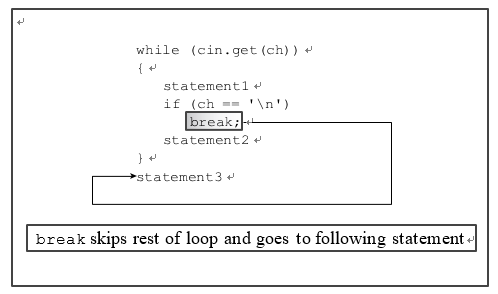 while (cin.get(ch))
{
statement1
if (ch == '\n')
break;
statement2
}
statement3
break skips rest of loop and goes to following statement